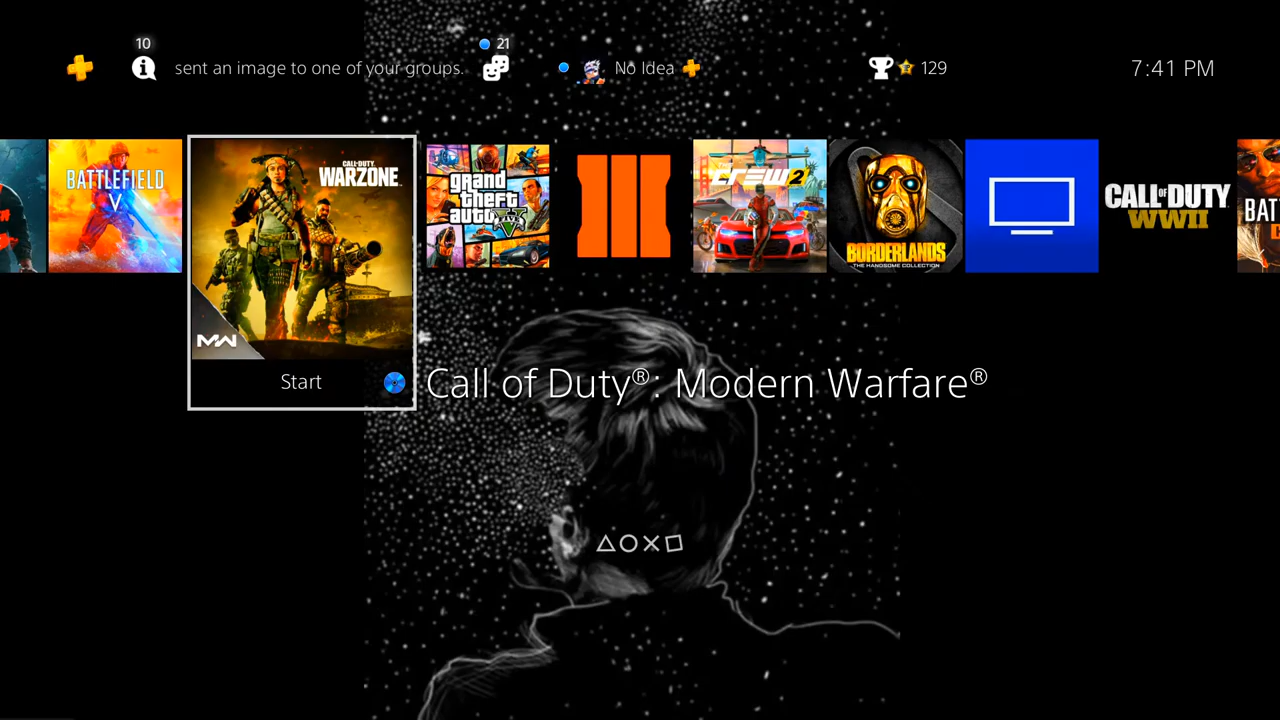 10
21
sent an image to one of your groups.
No Idea
129
7:41 PM
BATTLEFIELD
V
CALL OF DUTY
WARZONE
MW
grand
theft
auto
V
CREW 2
BORDERLANDS
THE HANDSOME COLLECTION
CALL OF DUTY
WWII
BAT
Start
Call of Duty®: Modern Warfare®